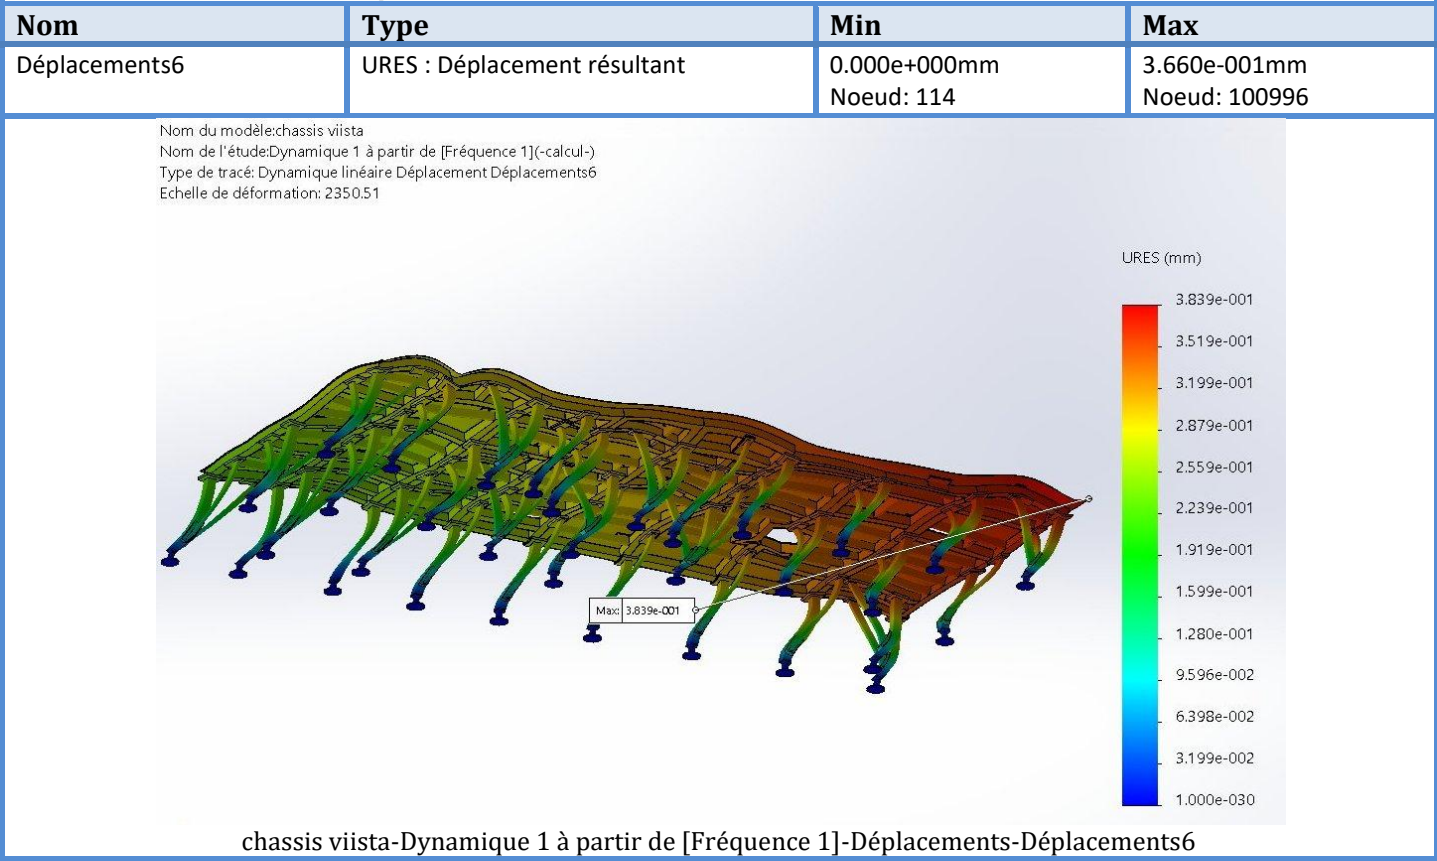 Nom Type Min Max
Déplacements6 URES : Déplacement résultant 0.000e+000mm 3.660e-001mm
Noeud: 114 Noeud: 100996
Nom du modèle:chassis viista
Nom de l'étude:Dynamique 1 à partir de [Fréquence 1](-calcul-)
Type de tracé: Dynamique linéaire Déplacement Déplacements6
Echelle de déformation: 2350.51
URES (mm)
3.839e-001
3.519e-001
3.199e-001
2.879e-001
2.559e-001
2.239e-001
1.919e-001
1.599e-001
1.280e-001
9.596e-002
6.398e-002
3.199e-002
1.000e-030
Max: 3.839e-001
chassis viista-Dynamique 1 à partir de [Fréquence 1]-Déplacements-Déplacements6